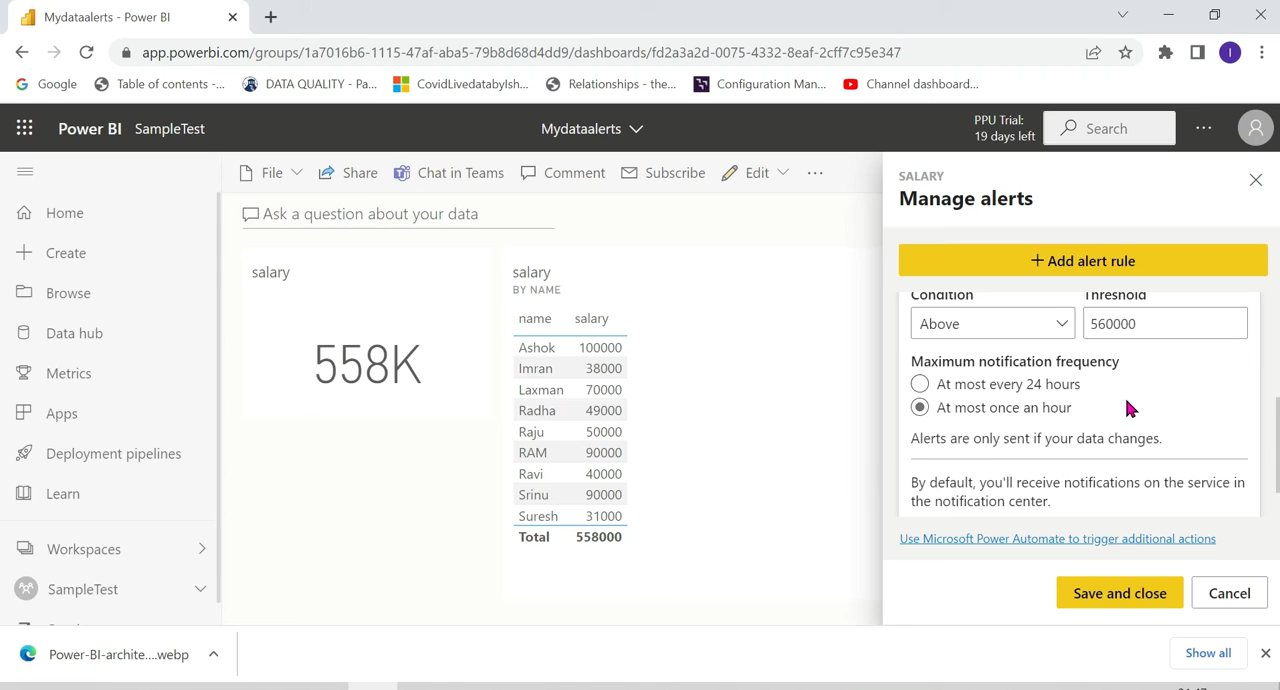 Mydataalerts - Power BI
app.powerbi.com/groups/1a7016b6-1115-47af-aba5-79b8d68d4dd9/dashboards/fd2a3a2d-0075-4332-8eaf-2cff7c95e347
Google
Table of contents -...
DATA QUALITY - Pa...
CovidLivedatabyIsh...
Relationships - the...
Configuration Man...
Channel dashboard...
Power BI SampleTest
Mydataalerts
PPU Trial:
19 days left
Search
File
Share
Chat in Teams
Comment
Subscribe
Edit
Home
Create
Browse
Data hub
Metrics
Apps
Deployment pipelines
Learn
Workspaces
SampleTest
Ask a question about your data
salary
558K
salary
BY NAME
name salary
Ashok 100000
Imran 38000
Laxman 70000
Radha 49000
Raju 50000
RAM 90000
Ravi 40000
Srinu 90000
Suresh 31000
Total 558000
SALARY
Manage alerts
+ Add alert rule
Condition Threshold
Above 560000
Maximum notification frequency
At most every 24 hours
At most once an hour
Alerts are only sent if your data changes.
By default, you'll receive notifications on the service in
the notification center.
Use Microsoft Power Automate to trigger additional actions
Save and close
Cancel
Power-BI-archite....webp
Show all